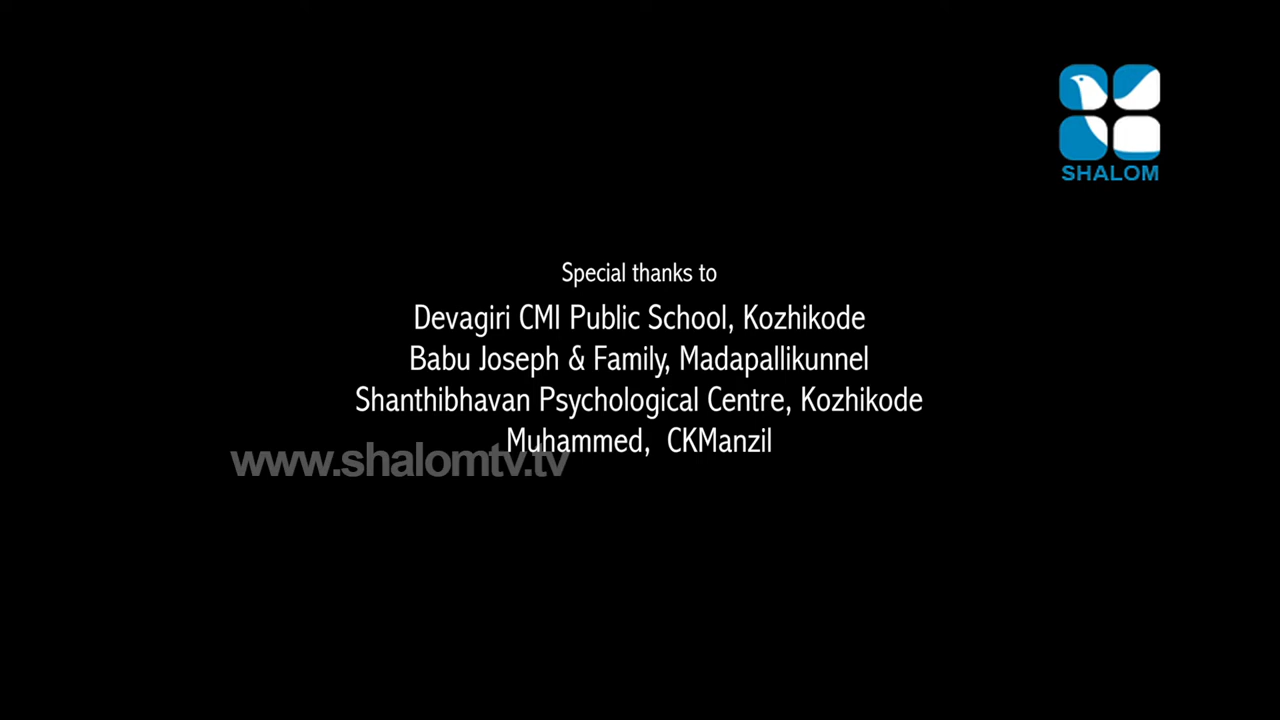 SHALOM
Special thanks to
Devagiri CMI Public School, Kozhikode
Babu Joseph & Family, Madapallikunnel
Shanthibhavan Psychological Centre, Kozhikode
Muhammed, CKManzil
www.shalomtv.tv